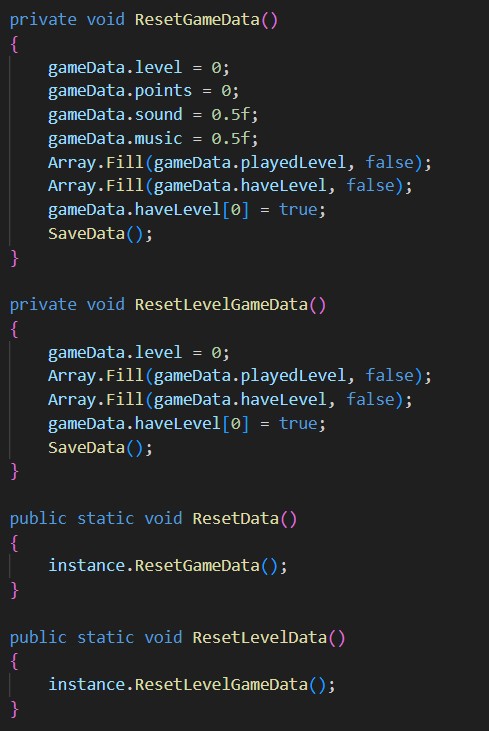 private void ResetGameData()
{
    gameData.level = 0;
    gameData.points = 0;
    gameData.sound = 0.5f;
    gameData.music = 0.5f;
    Array.Fill(gameData.playedLevel, false);
    Array.Fill(gameData.haveLevel, false);
    gameData.haveLevel[0] = true;
    SaveData();
}

private void ResetLevelGameData()
{
    gameData.level = 0;
    Array.Fill(gameData.playedLevel, false);
    Array.Fill(gameData.haveLevel, false);
    gameData.haveLevel[0] = true;
    SaveData();
}

public static void ResetData()
{
    instance.ResetGameData();
}

public static void ResetLevelData()
{
    instance.ResetLevelGameData();
}